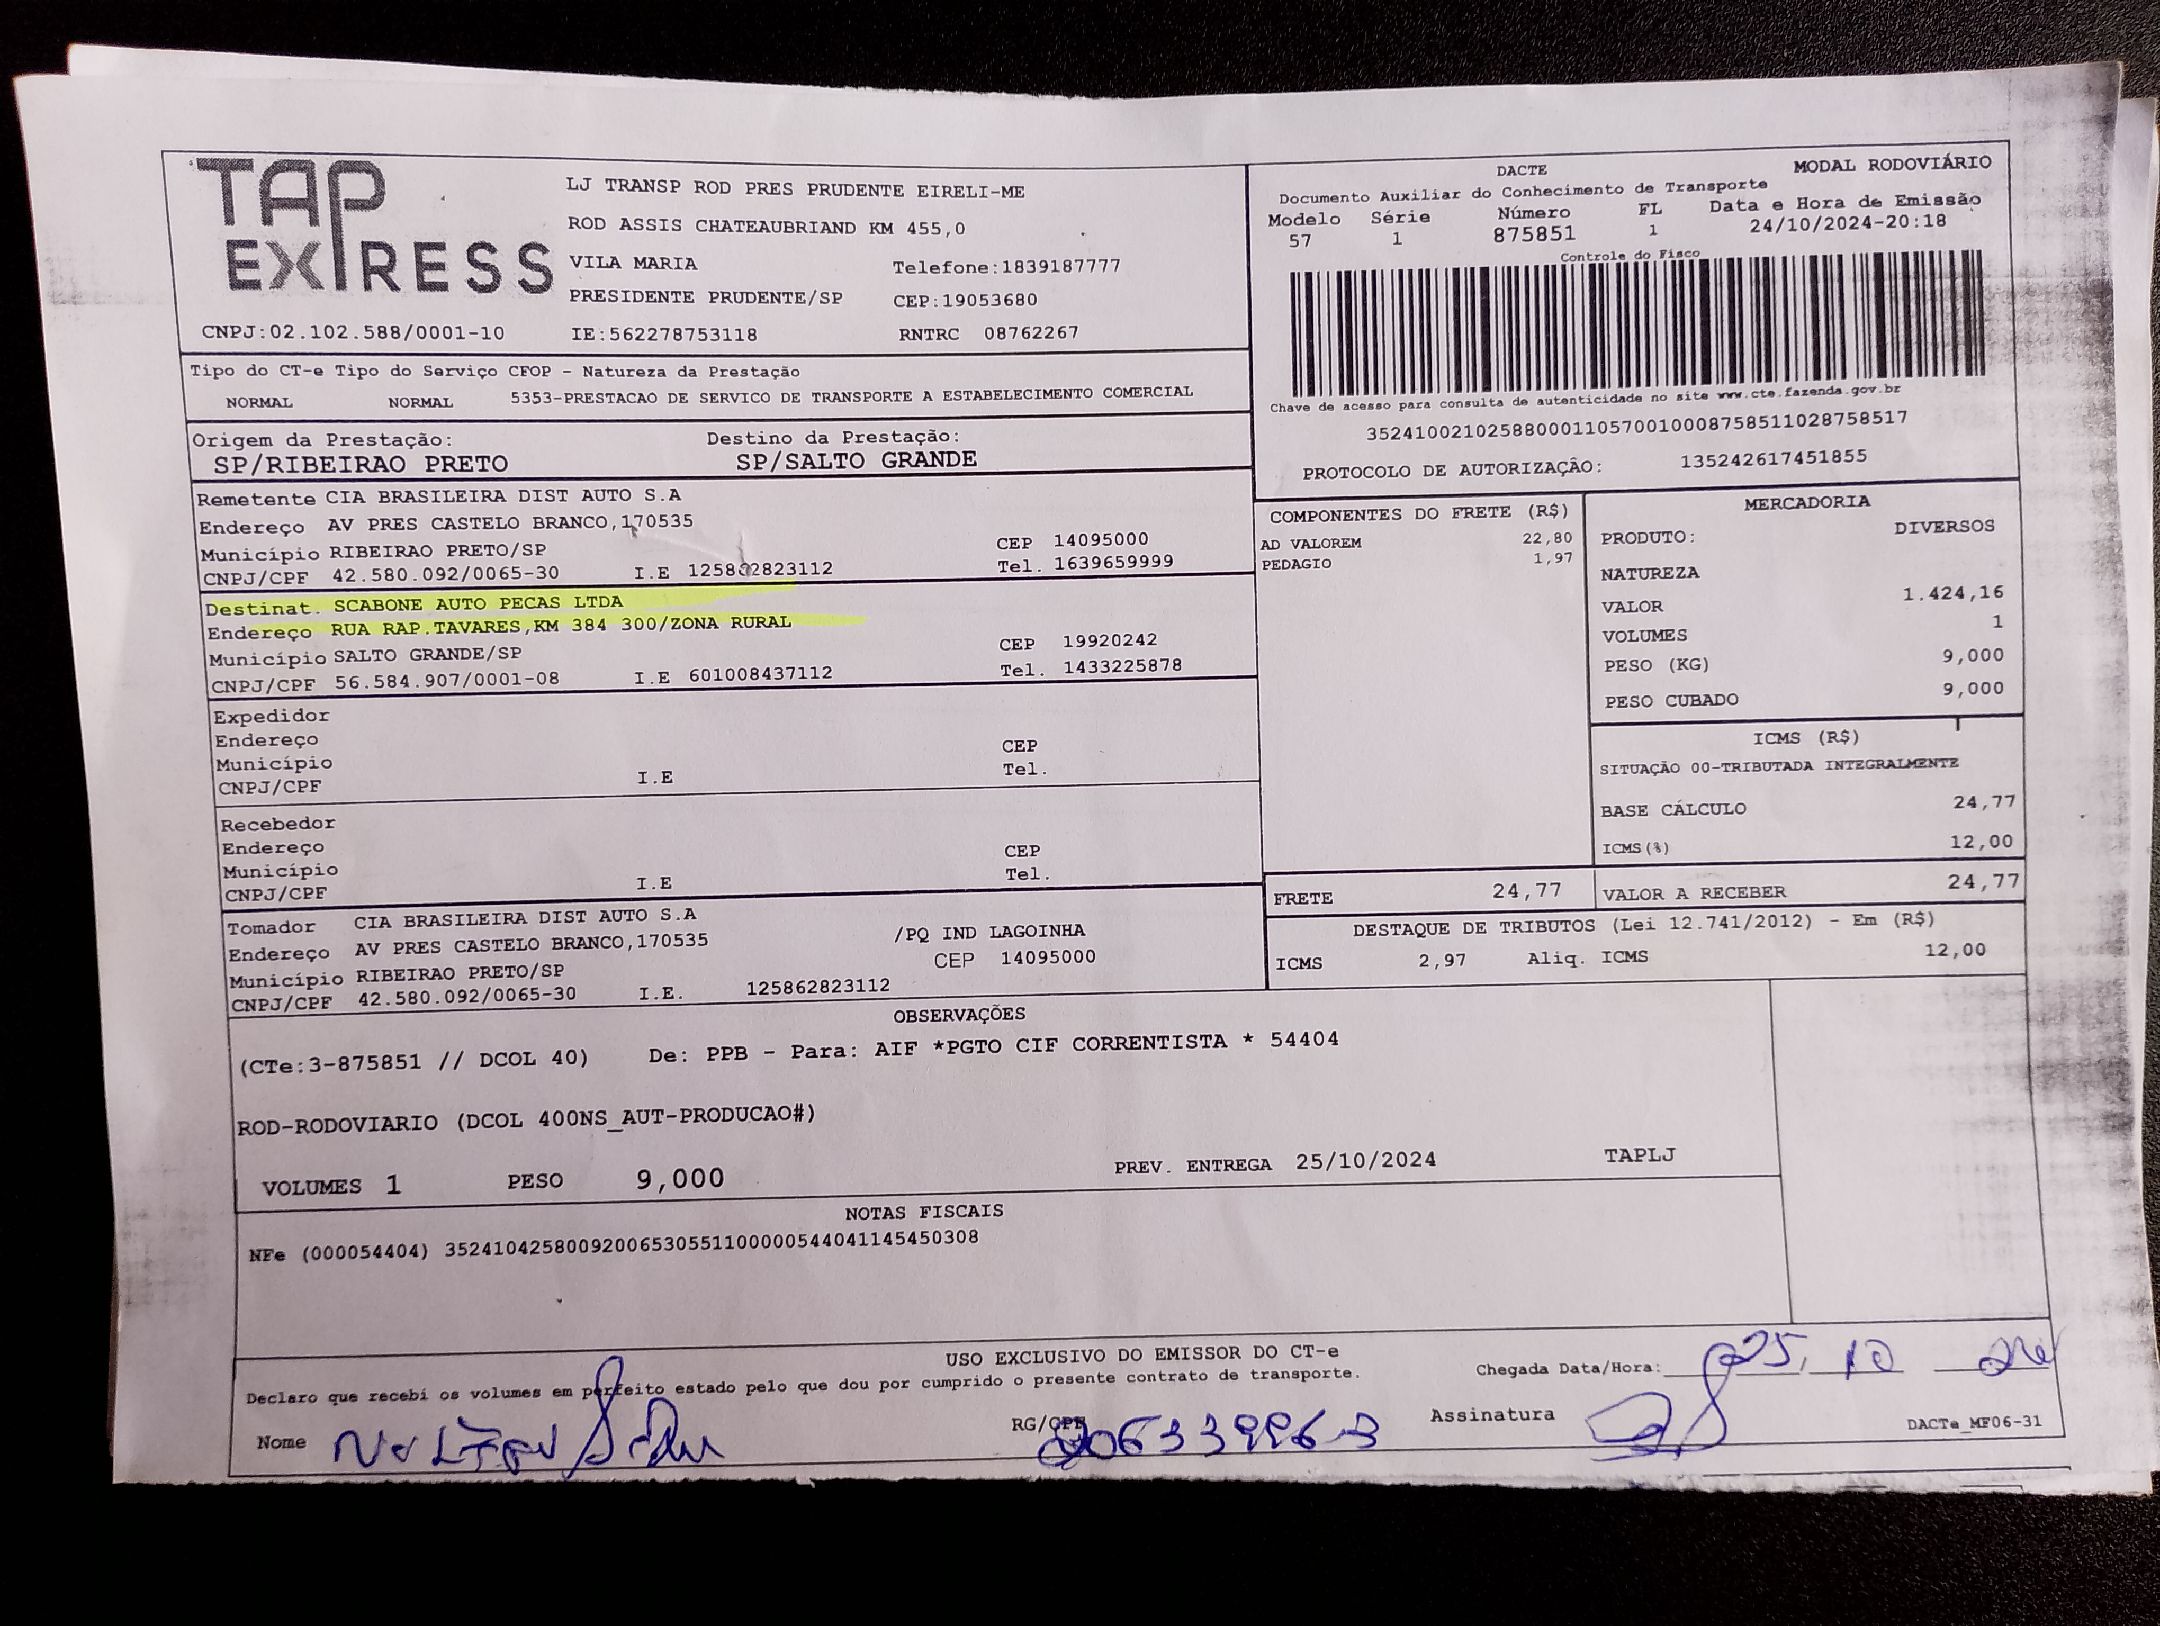 TAP EXPRESS
LJ TRANSP ROD PRES PRUDENTE EIRELI-ME
ROD ASSIS CHATEAUBRIAND KM 455,0
VILA MARIA Telefone:1839187777
PRESIDENTE PRUDENTE/SP CEP:19053680
CNPJ:02.102.588/0001-10 IE:562278753118 RNTRC 08762267
DACTE MODAL RODOVIÁRIO
Documento Auxiliar do Conhecimento de Transporte
Modelo Série Número FL Data e Hora de Emissão
57 1 875851 1 24/10/2024-20:18
Controle do Fisco
Chave de acesso para consulta de autenticidade no site www.cte.fazenda.gov.br
35241002102588000110570010008758511028758517
PROTOCOLO DE AUTORIZAÇÃO: 135242617451855
Tipo do CT-e Tipo do Serviço CFOP - Natureza da Prestação
NORMAL NORMAL 5353-PRESTACAO DE SERVICO DE TRANSPORTE A ESTABELECIMENTO COMERCIAL
Origem da Prestação: Destino da Prestação:
SP/RIBEIRAO PRETO SP/SALTO GRANDE
Remetente CIA BRASILEIRA DIST AUTO S.A
Endereço AV PRES CASTELO BRANCO,170535
Município RIBEIRAO PRETO/SP CEP 14095000
CNPJ/CPF 42.580.092/0065-30 I.E 125862823112 Tel. 1639659999
Destinat. SCABONE AUTO PECAS LTDA
Endereço RUA RAP.TAVARES,KM 384 300/ZONA RURAL
Município SALTO GRANDE/SP CEP 19920242
CNPJ/CPF 56.584.907/0001-08 I.E 601008437112 Tel. 1433225878
Expedidor
Endereço
Município CEP
CNPJ/CPF I.E Tel.
Recebedor
Endereço
Município CEP
CNPJ/CPF I.E Tel.
Tomador CIA BRASILEIRA DIST AUTO S.A
Endereço AV PRES CASTELO BRANCO,170535 /PQ IND LAGOINHA
Município RIBEIRAO PRETO/SP CEP 14095000
CNPJ/CPF 42.580.092/0065-30 I.E. 125862823112
COMPONENTES DO FRETE (R$)
AD VALOREM 22,80
PEDAGIO 1,97
MERCADORIA
PRODUTO: DIVERSOS
NATUREZA
VALOR 1.424,16
VOLUMES 1
PESO (KG) 9,000
PESO CUBADO 9,000
ICMS (R$)
SITUAÇÃO 00-TRIBUTADA INTEGRALMENTE
BASE CÁLCULO 24,77
ICMS(%) 12,00
FRETE 24,77 VALOR A RECEBER 24,77
DESTAQUE DE TRIBUTOS (Lei 12.741/2012) - Em (R$)
ICMS 2,97 Aliq. ICMS 12,00
OBSERVAÇÕES
(CTe:3-875851 // DCOL 40) De: PPB - Para: AIF *PGTO CIF CORRENTISTA * 54404
ROD-RODOVIARIO (DCOL 400NS_AUT-PRODUCAO#)
VOLUMES 1 PESO 9,000 PREV. ENTREGA 25/10/2024 TAPLJ
NOTAS FISCAIS
NFe (000054404) 35241042580092006530551100000544041145450308
USO EXCLUSIVO DO EMISSOR DO CT-e
Declaro que recebi os volumes em perfeito estado pelo que dou por cumprido o presente contrato de transporte.
Chegada Data/Hora: 25. 10 24
Nome RG/CPF Assinatura
DACTe_MF06-31